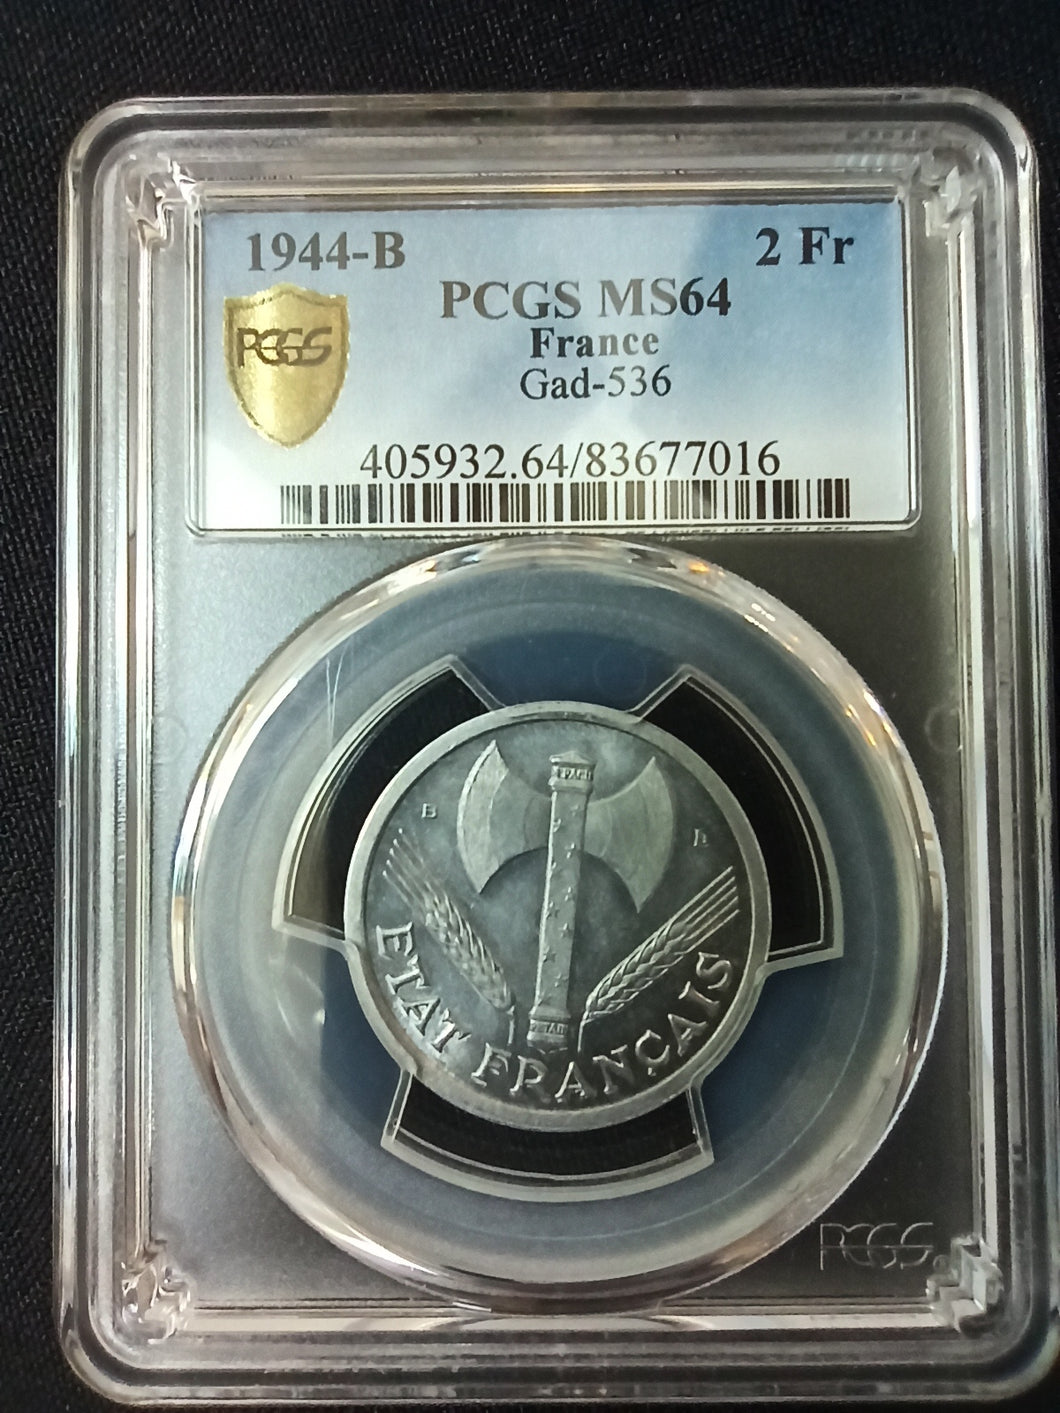 1944-B 2 Fr
PCGS MS64
France
Gad-536
PCGS
405932.64/83677016
B
ETAT FRANÇAIS
PCGS